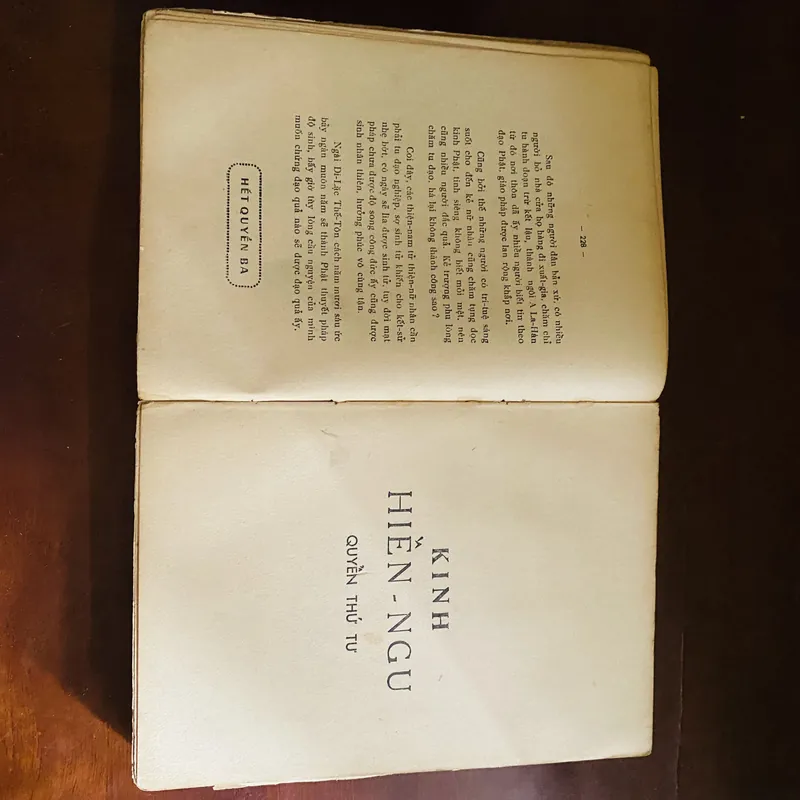 — 228 —
Sau đó những người dân bản xứ, có nhiều
người bỏ nhà cửa họ hàng đi xuất-gia, chăm chỉ
tu hành đoạn trừ kết lậu, thành ngôi A La-Hán
từ đó nơi thôn dã ấy nhiều người biết tin theo
đạo Phật, giáo pháp được lan rộng khắp nơi.
Cũng bởi thế những người có trí-tuệ sáng
suốt cho đến kẻ nữ nhân cũng chăm tụng đọc
kinh Phật, tinh siêng không biết mỏi mệt, nên
cũng nhiều người đắc quả. Kẻ trượng phu lòng
chăm tu đạo, há lại không thành công sao ?
Coi đây, các thiện-nam tử thiện-nữ nhân cần
phải tu đạo nghiệp, sợ sinh tử khiến cho kết-sử
nhẹ bớt, có ngày sẽ lìa được sinh tử, tuy đời mạt
pháp chưa được độ song công đức ấy cũng được
sinh nhân thiên, hưởng phúc vô cùng tận.
Ngài Di-Lặc Thế-Tôn cách năm mươi sáu ức
bảy ngàn muôn năm sẽ thành Phật thuyết pháp
độ sinh, bấy giờ tùy lòng cầu nguyện của mình
muốn chứng đạo quả nào sẽ được đạo quả ấy.
HẾT QUYỂN BA
KINH
HIỀN - NGU
QUYỂN THỨ TƯ